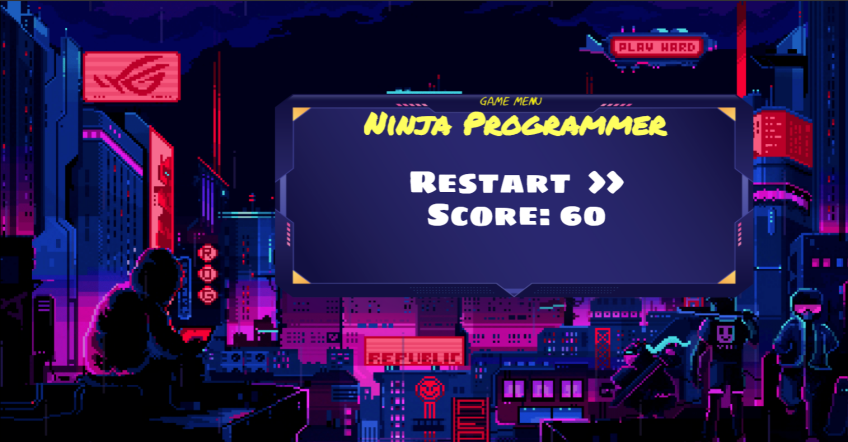 PLAY HARD
GAME MENU
Ninja Programmer
Restart >>
Score: 60
R
O
G
REPUBLIC